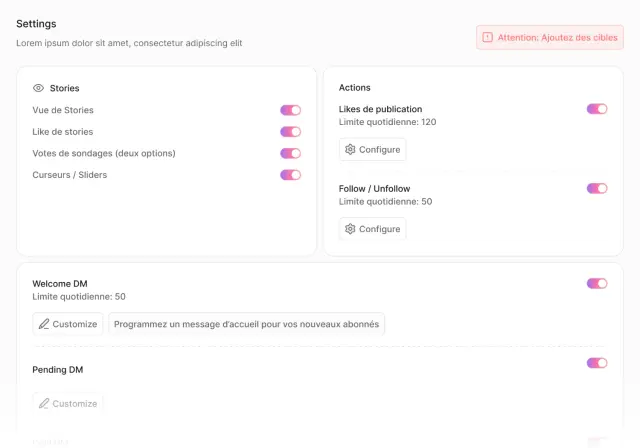 Settings
Lorem ipsum dolor sit amet, consectetur adipiscing elit
Attention: Ajoutez des cibles
Stories
Vue de Stories
Like de stories
Votes de sondages (deux options)
Curseurs / Sliders
Actions
Likes de publication
Limite quotidienne: 120
Configure
Follow / Unfollow
Limite quotidienne: 50
Configure
Welcome DM
Limite quotidienne: 50
Customize
Programmez un message d'accueil pour vos nouveaux abonnés
Pending DM
Customize